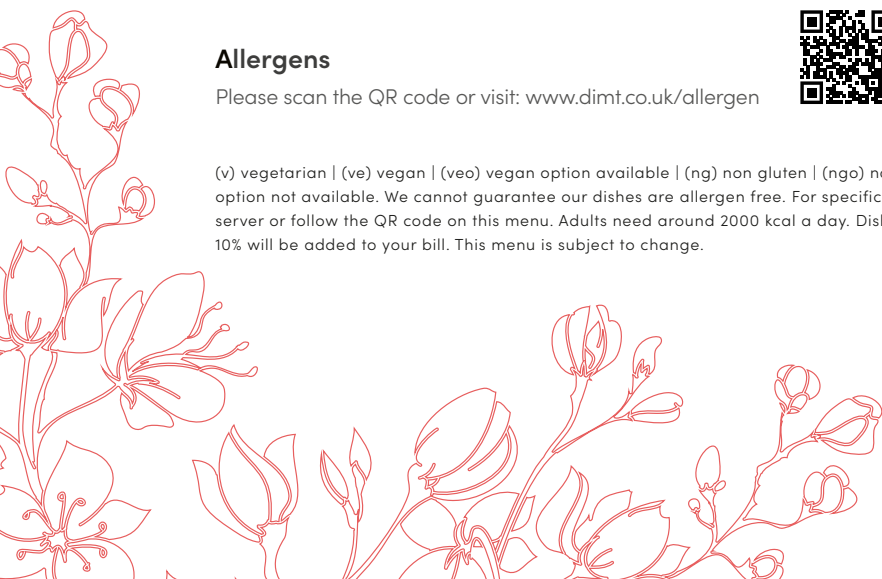 Allergens
Please scan the QR code or visit: www.dimt.co.uk/allergen
(v) vegetarian | (ve) vegan | (veo) vegan option available | (ng) non gluten | (ngo)
option not available. We cannot guarantee our dishes are allergen free. For specific
server or follow the QR code on this menu. Adults need around 2000 kcal a day.
10% will be added to your bill. This menu is subject to change.